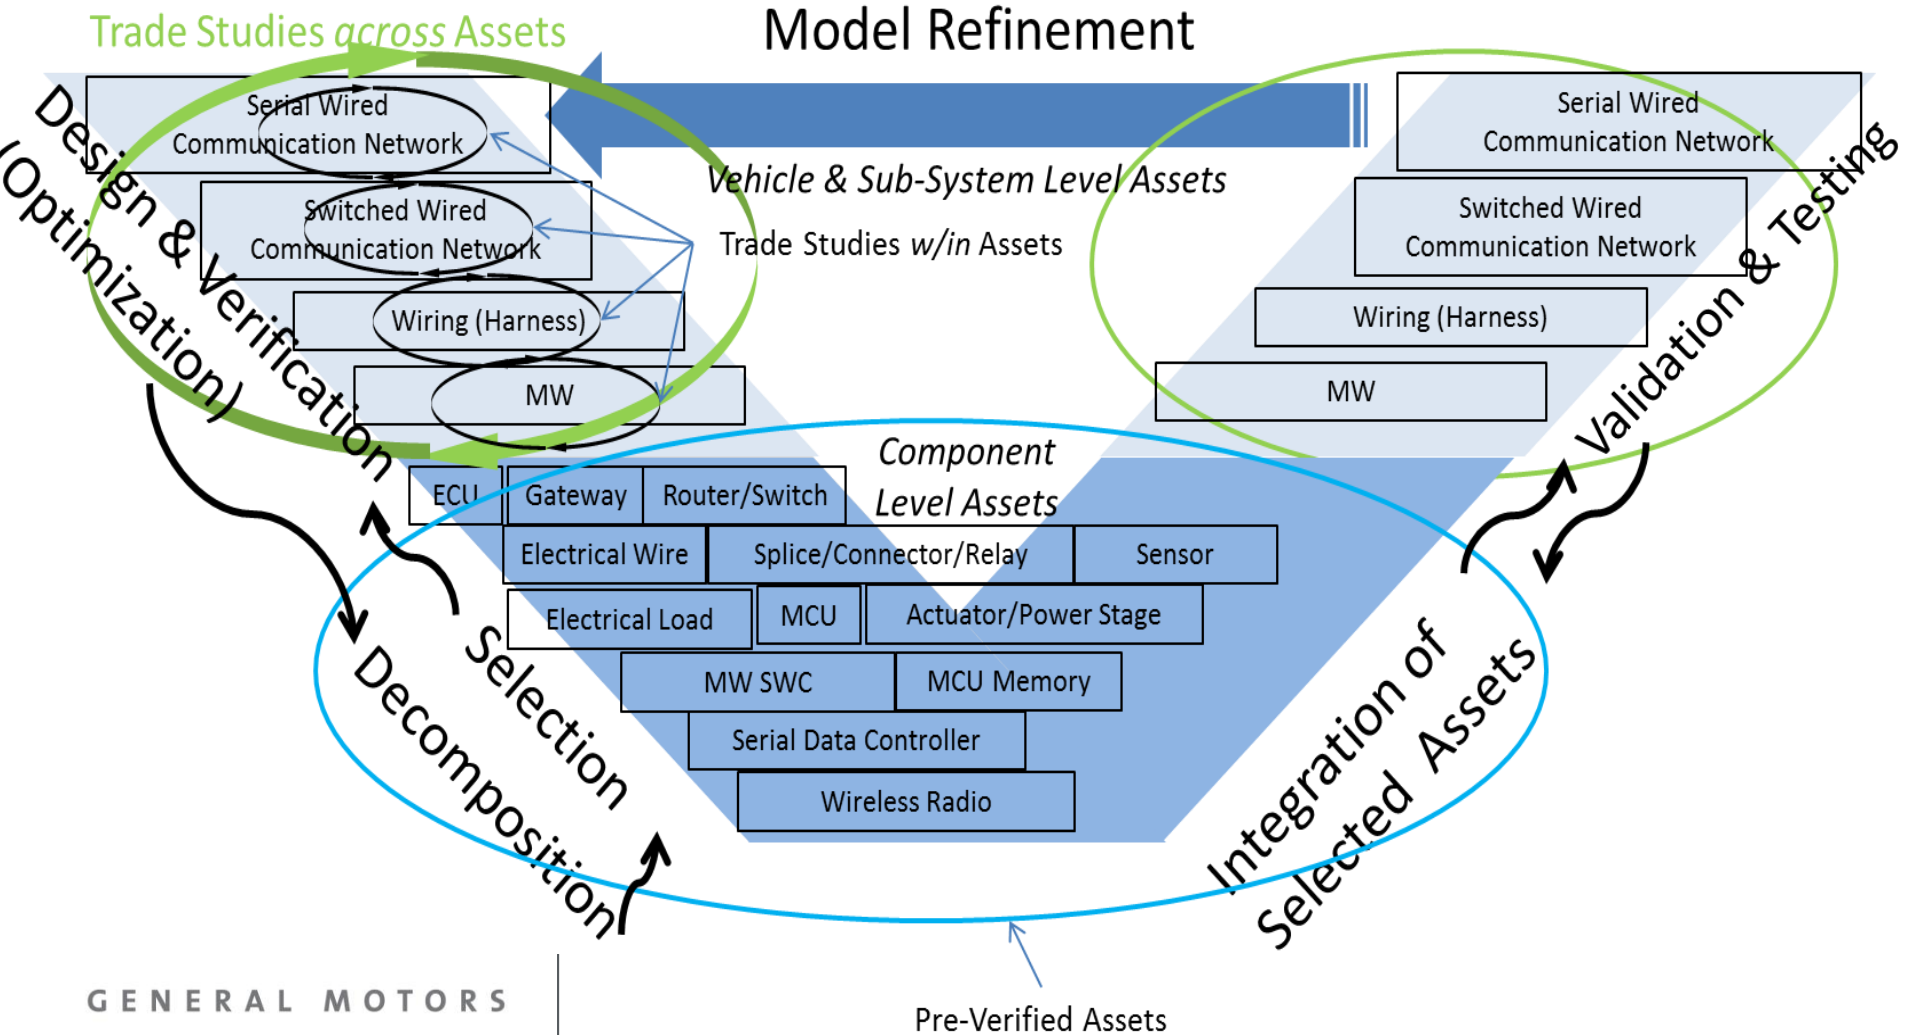 Trade Studies across Assets
Model Refinement
Serial Wired
Communication Network
Switched Wired
Communication Network
Wiring (Harness)
MW
Design & Verification
(Optimization)
Vehicle & Sub-System Level Assets
Trade Studies w/in Assets
Serial Wired
Communication Network
Switched Wired
Communication Network
Wiring (Harness)
MW
Validation & Testing
Component
Level Assets
ECU
Gateway
Router/Switch
Electrical Wire
Splice/Connector/Relay
Sensor
Electrical Load
MCU
Actuator/Power Stage
MW SWC
MCU Memory
Serial Data Controller
Wireless Radio
Selection
Decomposition
Integration of
Selected Assets
Pre-Verified Assets
GENERAL MOTORS